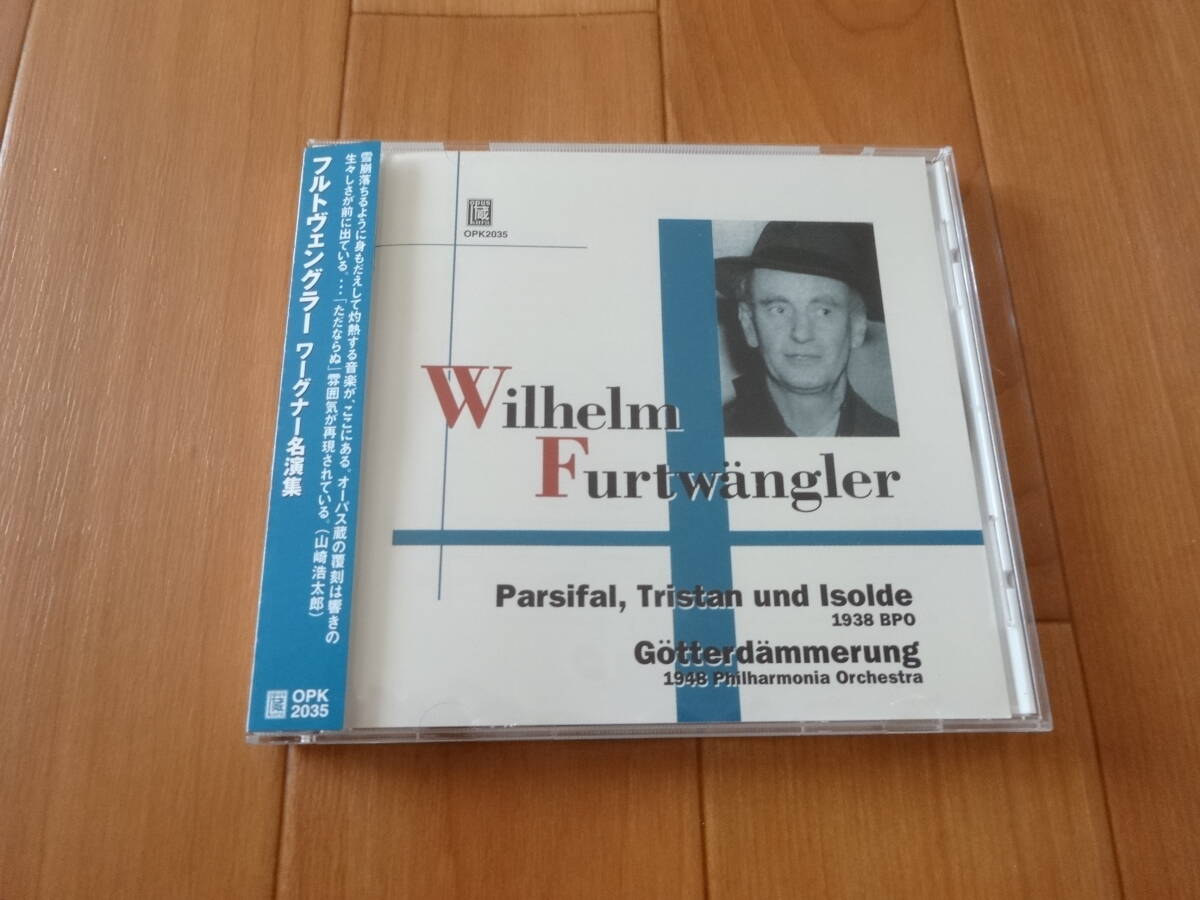 雪崩落ちるように身もだえして灼熱する音楽が、ここにある。オーパス蔵の覆刻は響きの
生々しさが前に出ている。…「ただならぬ」雰囲気が再現されている。(山崎浩太郎)
フルトヴェングラー ワーグナー名演集
OPK
2035
opus
蔵
kura
OPK2035
Wilhelm
Furtwängler
Parsifal, Tristan und Isolde
1938 BPO
Götterdämmerung
1948 Philharmonia Orchestra